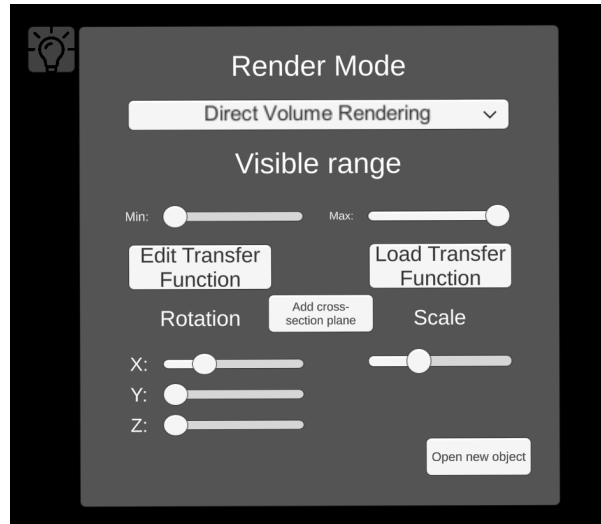 Render Mode
Direct Volume Rendering
Visible range
Min:
Max:
Edit Transfer
Function
Load Transfer
Function
Rotation
Add cross-
section plane
Scale
X:
Y:
Z:
Open new object